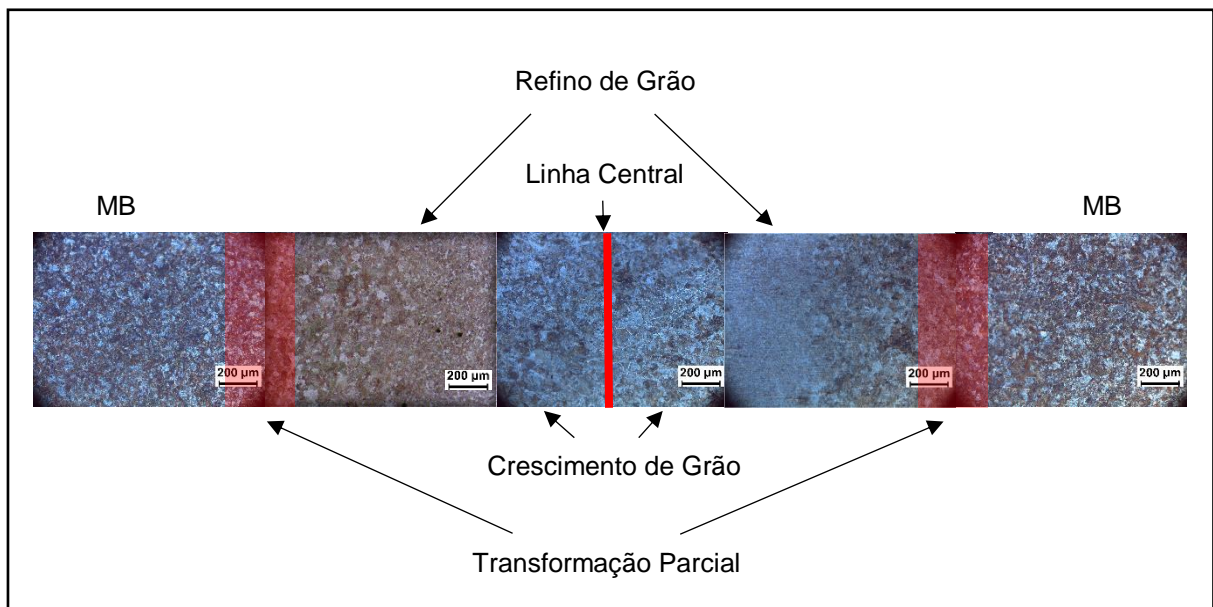 Refino de Grão
Linha Central
MB
MB
200 µm
200 µm
200 µm
200 µm
200 µm
Crescimento de Grão
Transformação Parcial